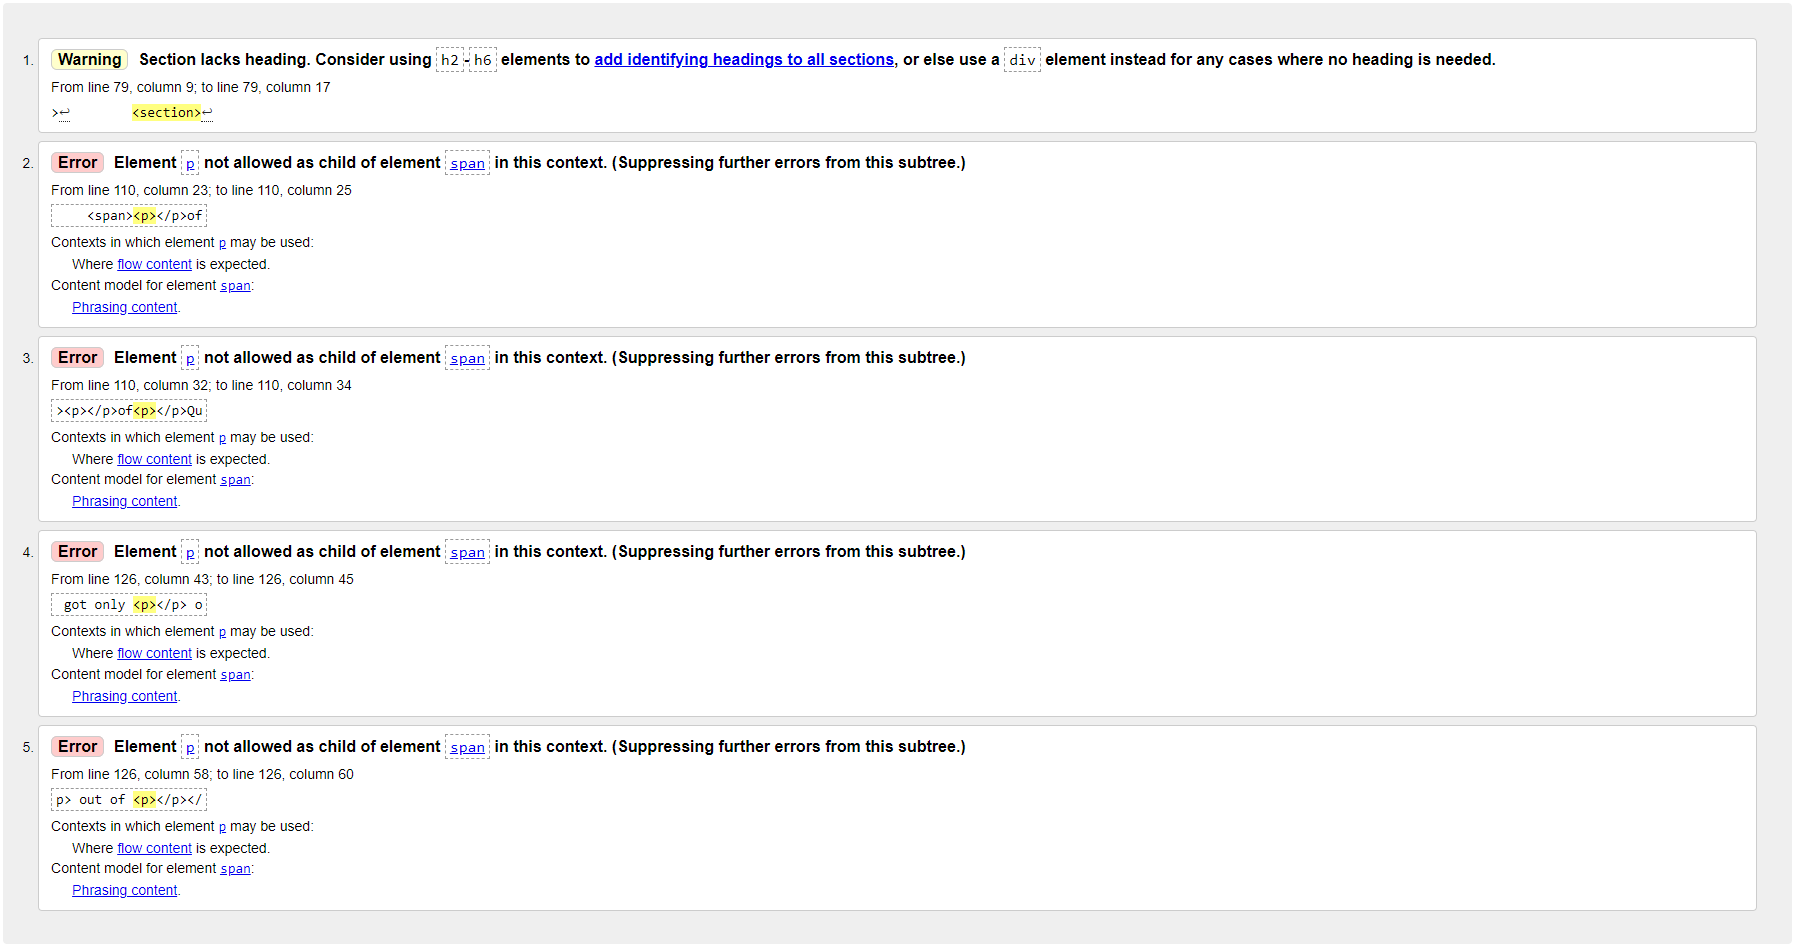 1. Warning Section lacks heading. Consider using h2-h6 elements to add identifying headings to all sections, or else use a div element instead for any cases where no heading is needed.
From line 79, column 9; to line 79, column 17
>↩ <section>↩
2. Error Element p not allowed as child of element span in this context. (Suppressing further errors from this subtree.)
From line 110, column 23; to line 110, column 25
<span><p></p>of
Contexts in which element p may be used:
Where flow content is expected.
Content model for element span:
Phrasing content.
3. Error Element p not allowed as child of element span in this context. (Suppressing further errors from this subtree.)
From line 110, column 32; to line 110, column 34
><p></p>of<p></p>Qu
Contexts in which element p may be used:
Where flow content is expected.
Content model for element span:
Phrasing content.
4. Error Element p not allowed as child of element span in this context. (Suppressing further errors from this subtree.)
From line 126, column 43; to line 126, column 45
got only <p></p> o
Contexts in which element p may be used:
Where flow content is expected.
Content model for element span:
Phrasing content.
5. Error Element p not allowed as child of element span in this context. (Suppressing further errors from this subtree.)
From line 126, column 58; to line 126, column 60
p> out of <p></p></
Contexts in which element p may be used:
Where flow content is expected.
Content model for element span:
Phrasing content.